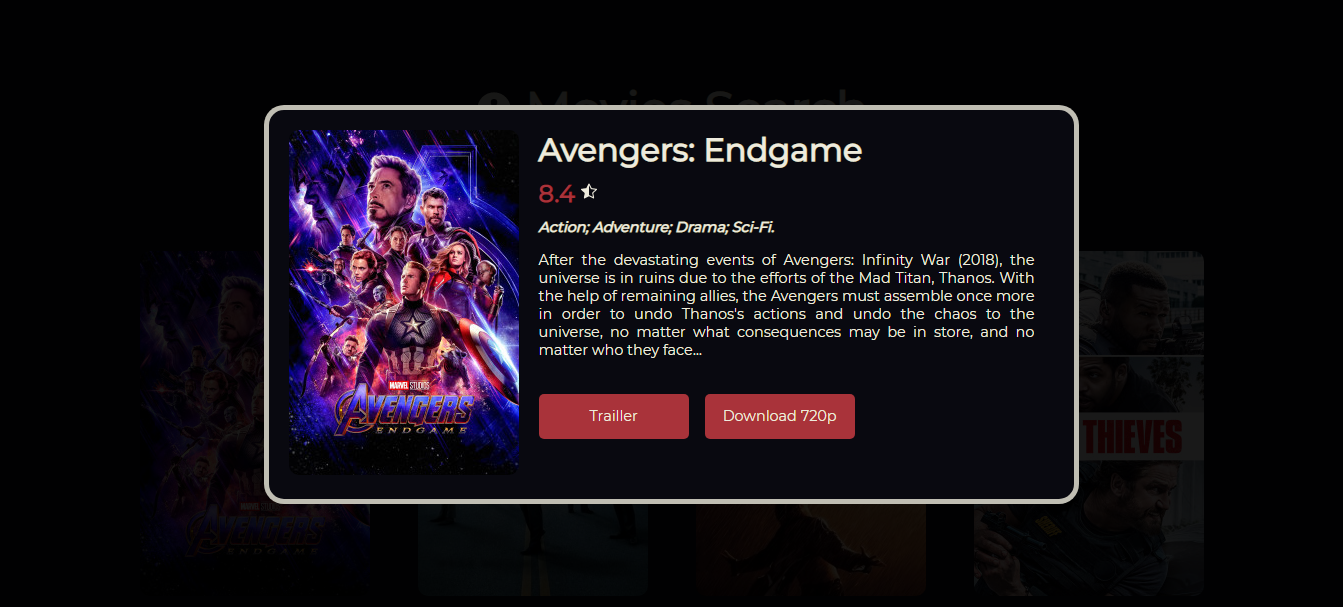 Movies Search
Avengers: Endgame
8.4
Action; Adventure; Drama; Sci-Fi.
After the devastating events of Avengers: Infinity War (2018), the
universe is in ruins due to the efforts of the Mad Titan, Thanos. With
the help of remaining allies, the Avengers must assemble once more
in order to undo Thanos's actions and undo the chaos to the
universe, no matter what consequences may be in store, and no
matter who they face...
MARVEL STUDIOS
AVENGERS
ENDGAME
Trailler
Download 720p
MARVEL STUDIOS
AVENGERS
ENDGAME
THIEVES